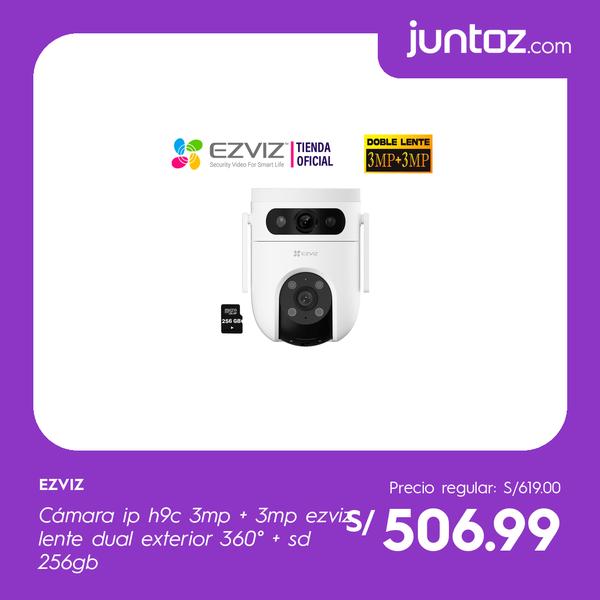 juntoz.com
EZVIZ
Security Video For Smart Life
TIENDA
OFICIAL
DOBLE LENTE
3MP+3MP
EZVIZ
micro
256 GB
EZVIZ
Precio regular: S/619.00
Cámara ip h9c 3mp + 3mp ezviz
lente dual exterior 360° + sd
256gb
S/ 506.99